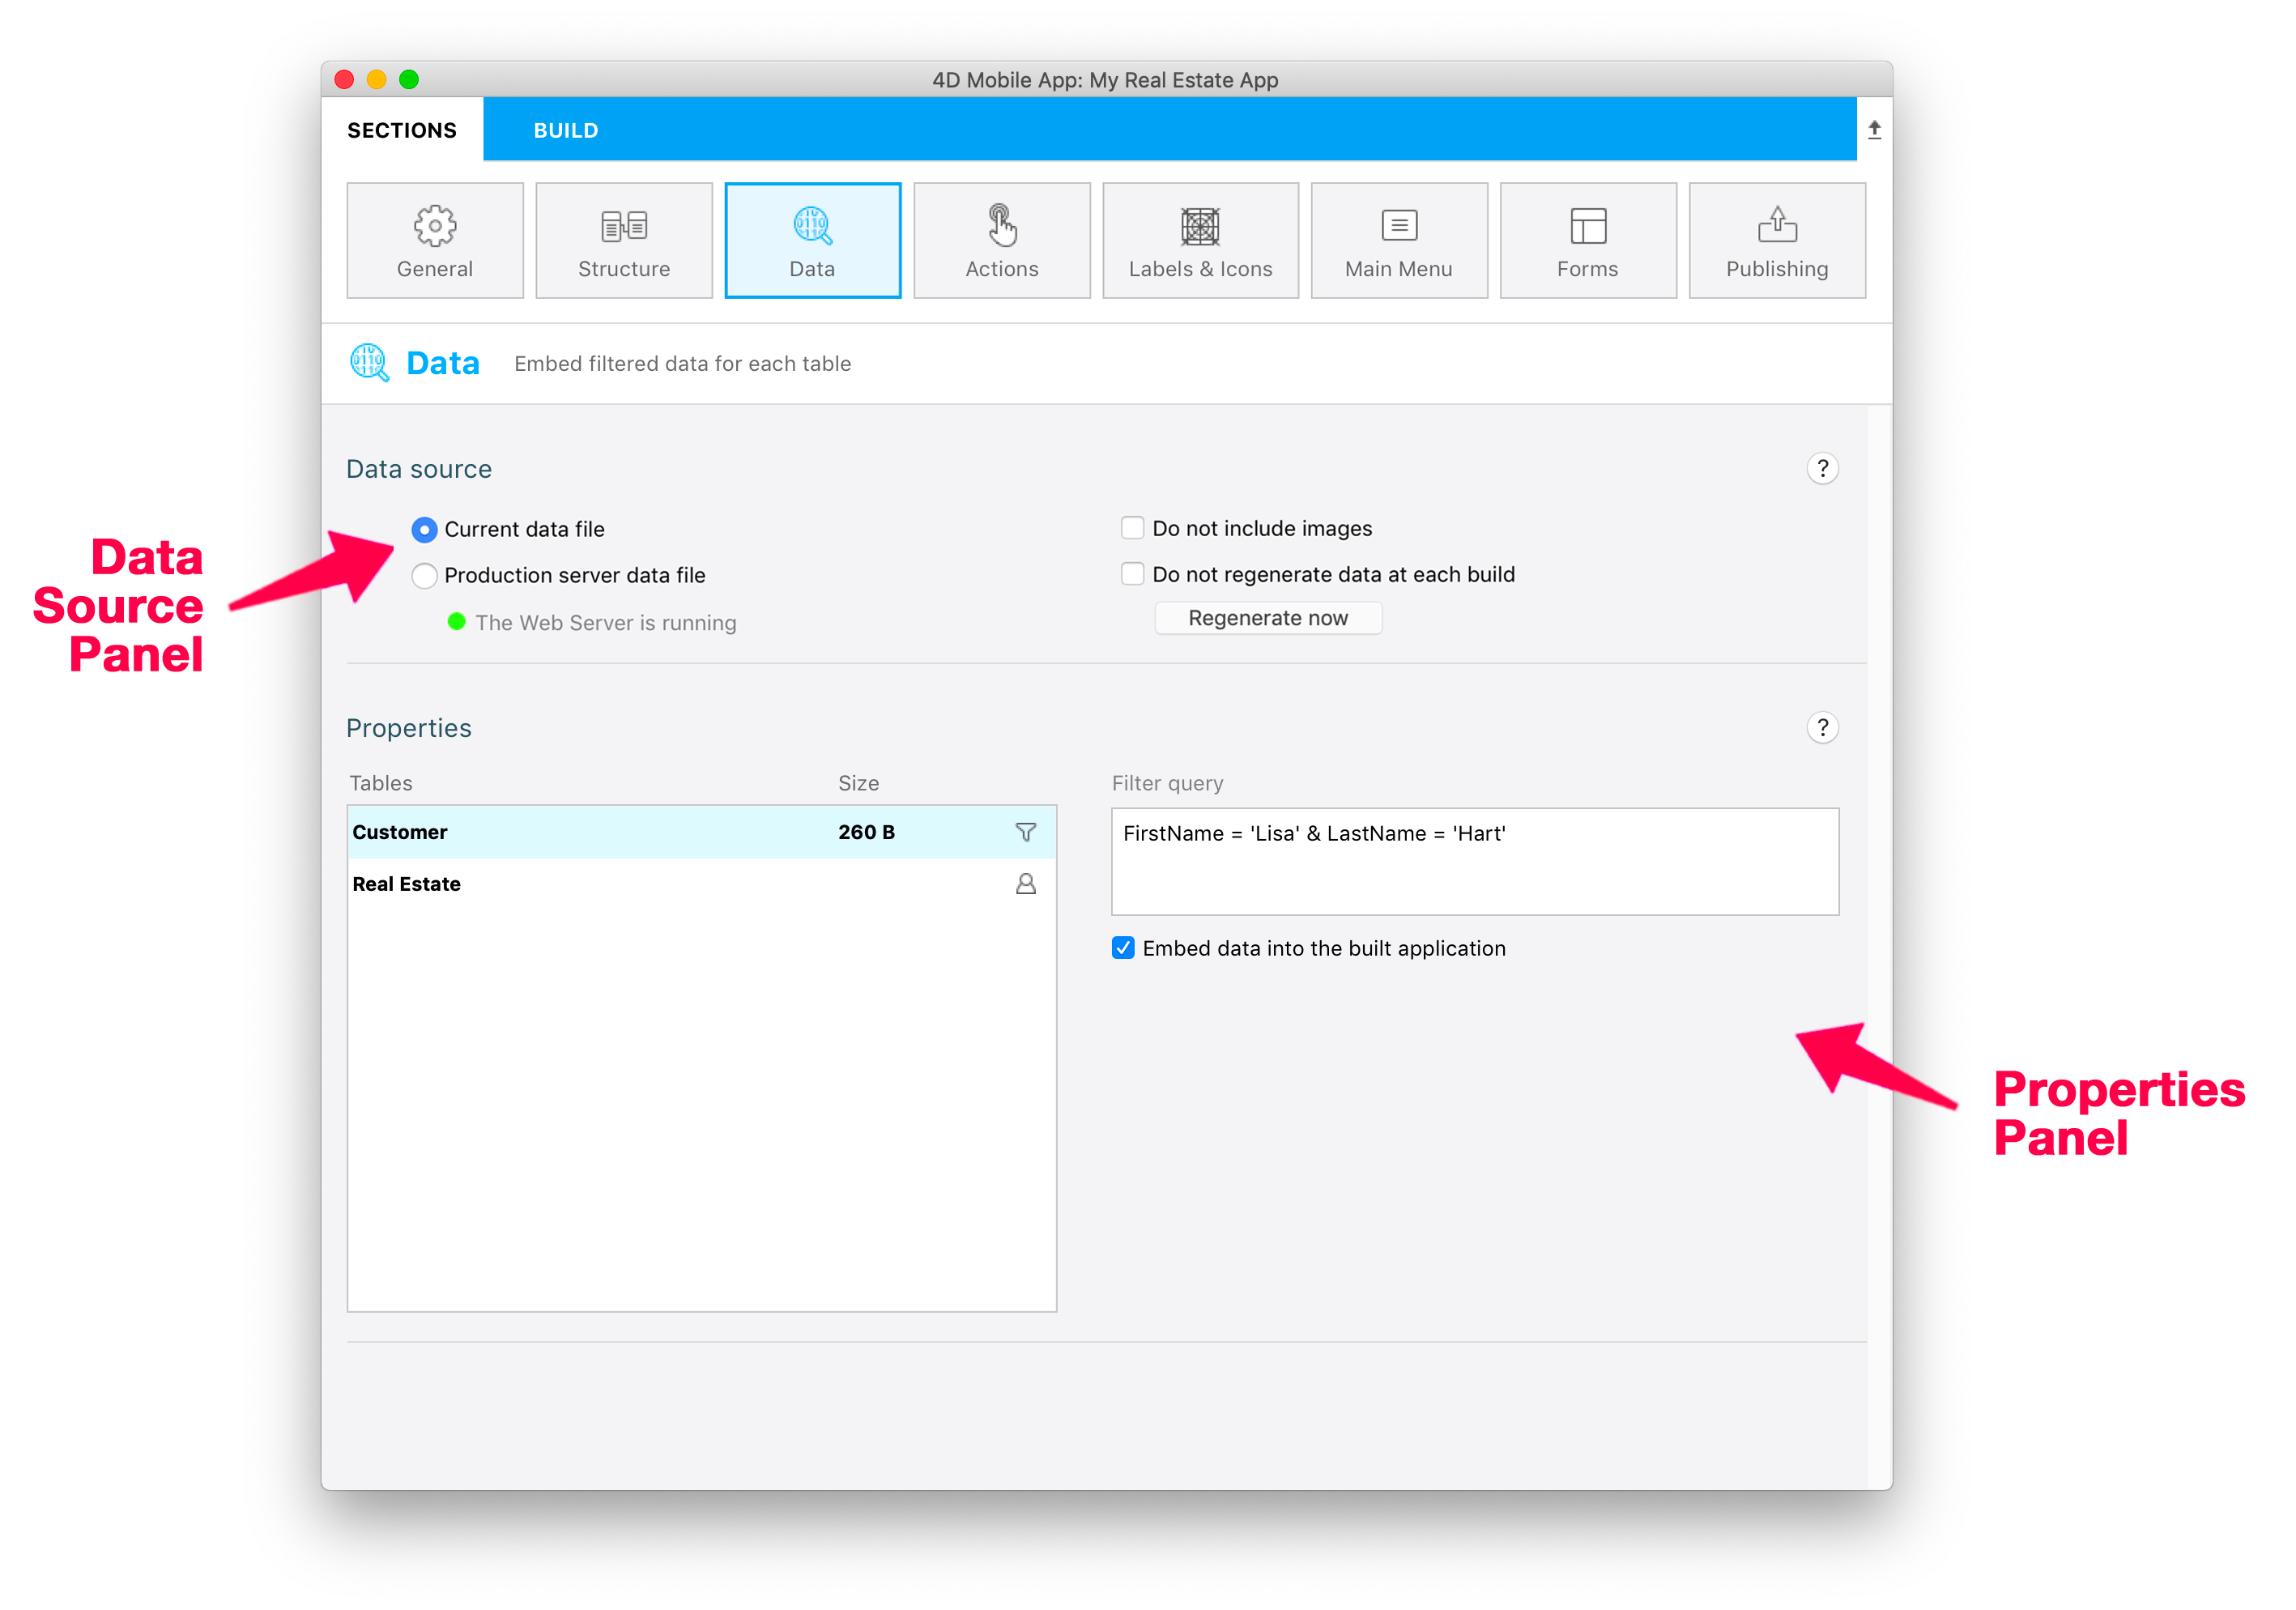 4D Mobile App: My Real Estate App
SECTIONS
BUILD
General
Structure
Data
Actions
Labels & Icons
Main Menu
Forms
Publishing
Data
Embed filtered data for each table
Data source
?
Current data file
Do not include images
Production server data file
Do not regenerate data at each build
The Web Server is running
Regenerate now
Data
Source
Panel
Properties
?
Tables
Size
Filter query
Customer
260 B
FirstName = 'Lisa' & LastName = 'Hart'
Real Estate
Embed data into the built application
Properties
Panel